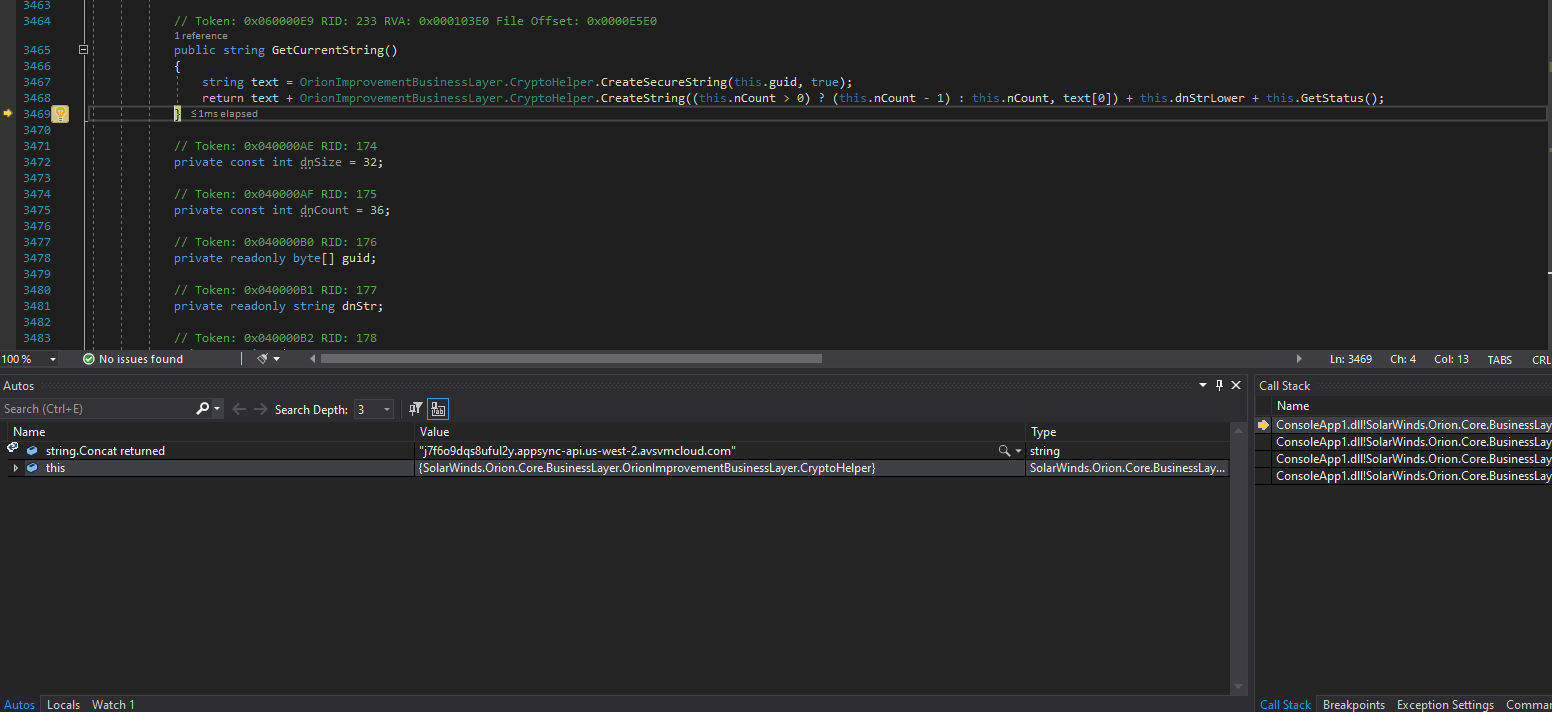 3463
3464 // Token: 0x060000E9 RID: 233 RVA: 0x000103E0 File Offset: 0x0000E5E0
1 reference
3465 public string GetCurrentString()
3466 {
3467 string text = OrionImprovementBusinessLayer.CryptoHelper.CreateSecureString(this.guid, true);
3468 return text + OrionImprovementBusinessLayer.CryptoHelper.CreateString((this.nCount > 0) ? (this.nCount - 1) : this.nCount, text[0]) + this.dnStrLower + this.GetStatus();
3469 } ≤1ms elapsed
3470
3471 // Token: 0x040000AE RID: 174
3472 private const int dnSize = 32;
3473
3474 // Token: 0x040000AF RID: 175
3475 private const int dnCount = 36;
3476
3477 // Token: 0x040000B0 RID: 176
3478 private readonly byte[] guid;
3479
3480 // Token: 0x040000B1 RID: 177
3481 private readonly string dnStr;
3482
3483 // Token: 0x040000B2 RID: 178
100 % No issues found Ln: 3469 Ch: 4 Col: 13 TABS CRL
Autos
Search (Ctrl+E) Search Depth: 3
Name Value Type
string.Concat returned "j7f6o9dqs8uful2y.appsync-api.us-west-2.avsvmcloud.com" string
this {SolarWinds.Orion.Core.BusinessLayer.OrionImprovementBusinessLayer.CryptoHelper} SolarWinds.Orion.Core.BusinessLay...
Autos Locals Watch 1
Call Stack
Name
ConsoleApp1.dll!SolarWinds.Orion.Core.BusinessLay
ConsoleApp1.dll!SolarWinds.Orion.Core.BusinessLay
ConsoleApp1.dll!SolarWinds.Orion.Core.BusinessLay
ConsoleApp1.dll!SolarWinds.Orion.Core.BusinessLay
Call Stack Breakpoints Exception Settings Comman